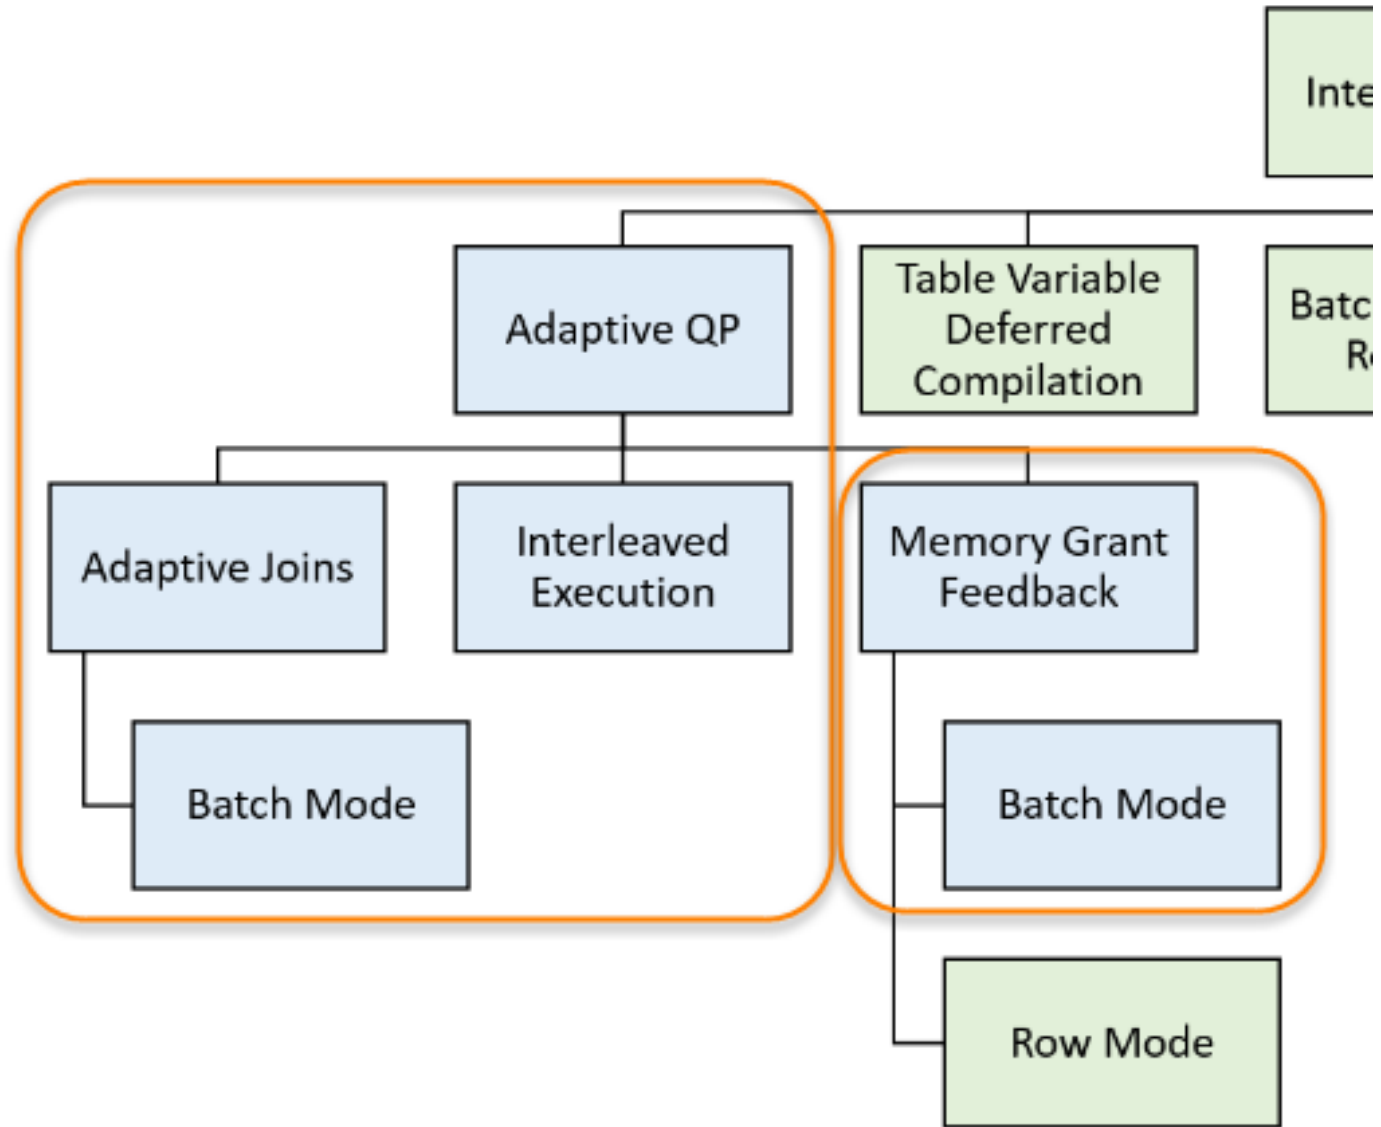 Adaptive QP
Table Variable
Deferred
Compilation
Adaptive Joins
Interleaved
Execution
Memory Grant
Feedback
Batch Mode
Batch Mode
Row Mode